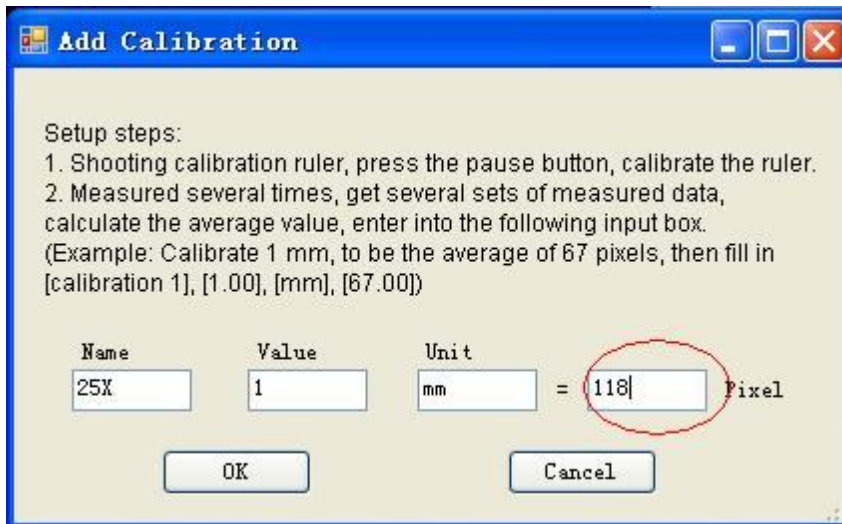 Add Calibration
Setup steps:
1. Shooting calibration ruler, press the pause button, calibrate the ruler.
2. Measured several times, get several sets of measured data,
calculate the average value, enter into the following input box.
(Example: Calibrate 1 mm, to be the average of 67 pixels, then fill in
[calibration 1], [1.00], [mm], [67.00])
Name Value Unit
25X 1 mm = 118 Pixel
OK Cancel